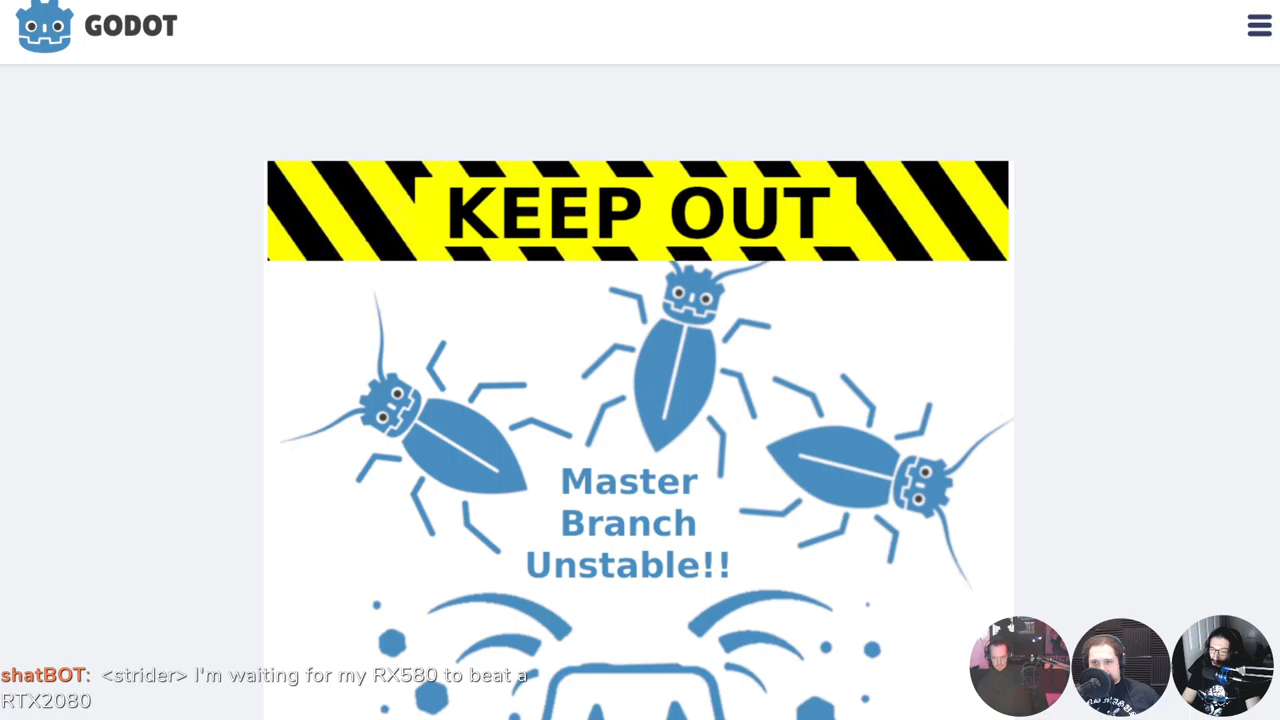 GODOT
KEEP OUT
Master
Branch
Unstable!!
shatBOT: <strider> I'm waiting for my RX580 to beat a
RTX2080